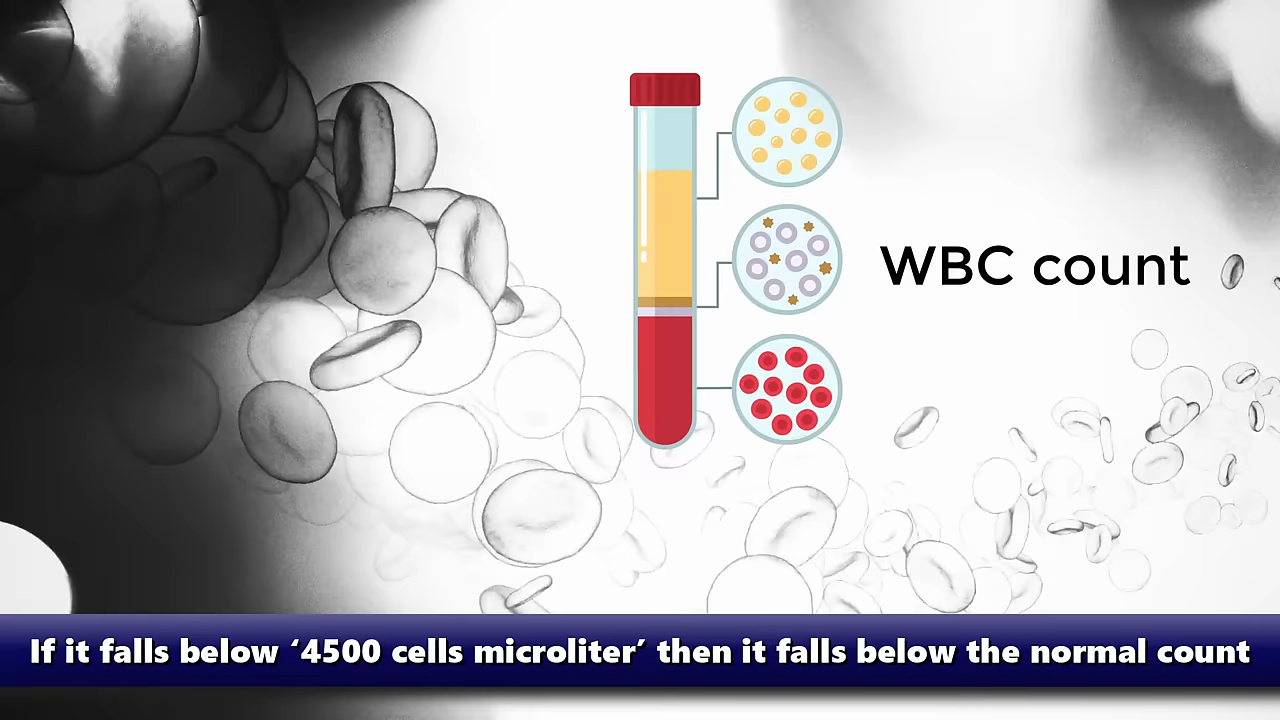 WBC count
If it falls below ‘4500 cells microliter’ then it falls below the normal count